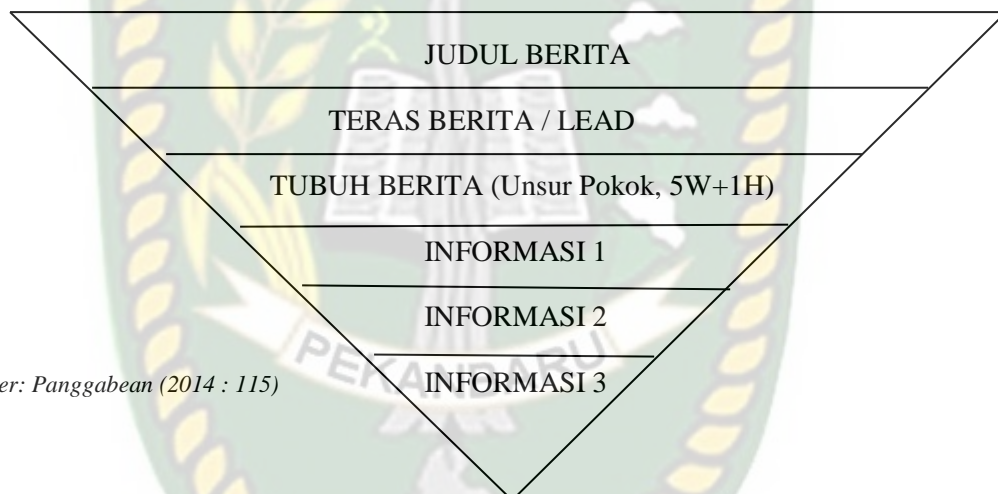 JUDUL BERITA
TERAS BERITA / LEAD
TUBUH BERITA (Unsur Pokok, 5W+1H)
INFORMASI 1
INFORMASI 2
INFORMASI 3
er: Panggabean (2014 : 115)
PEKANBARU